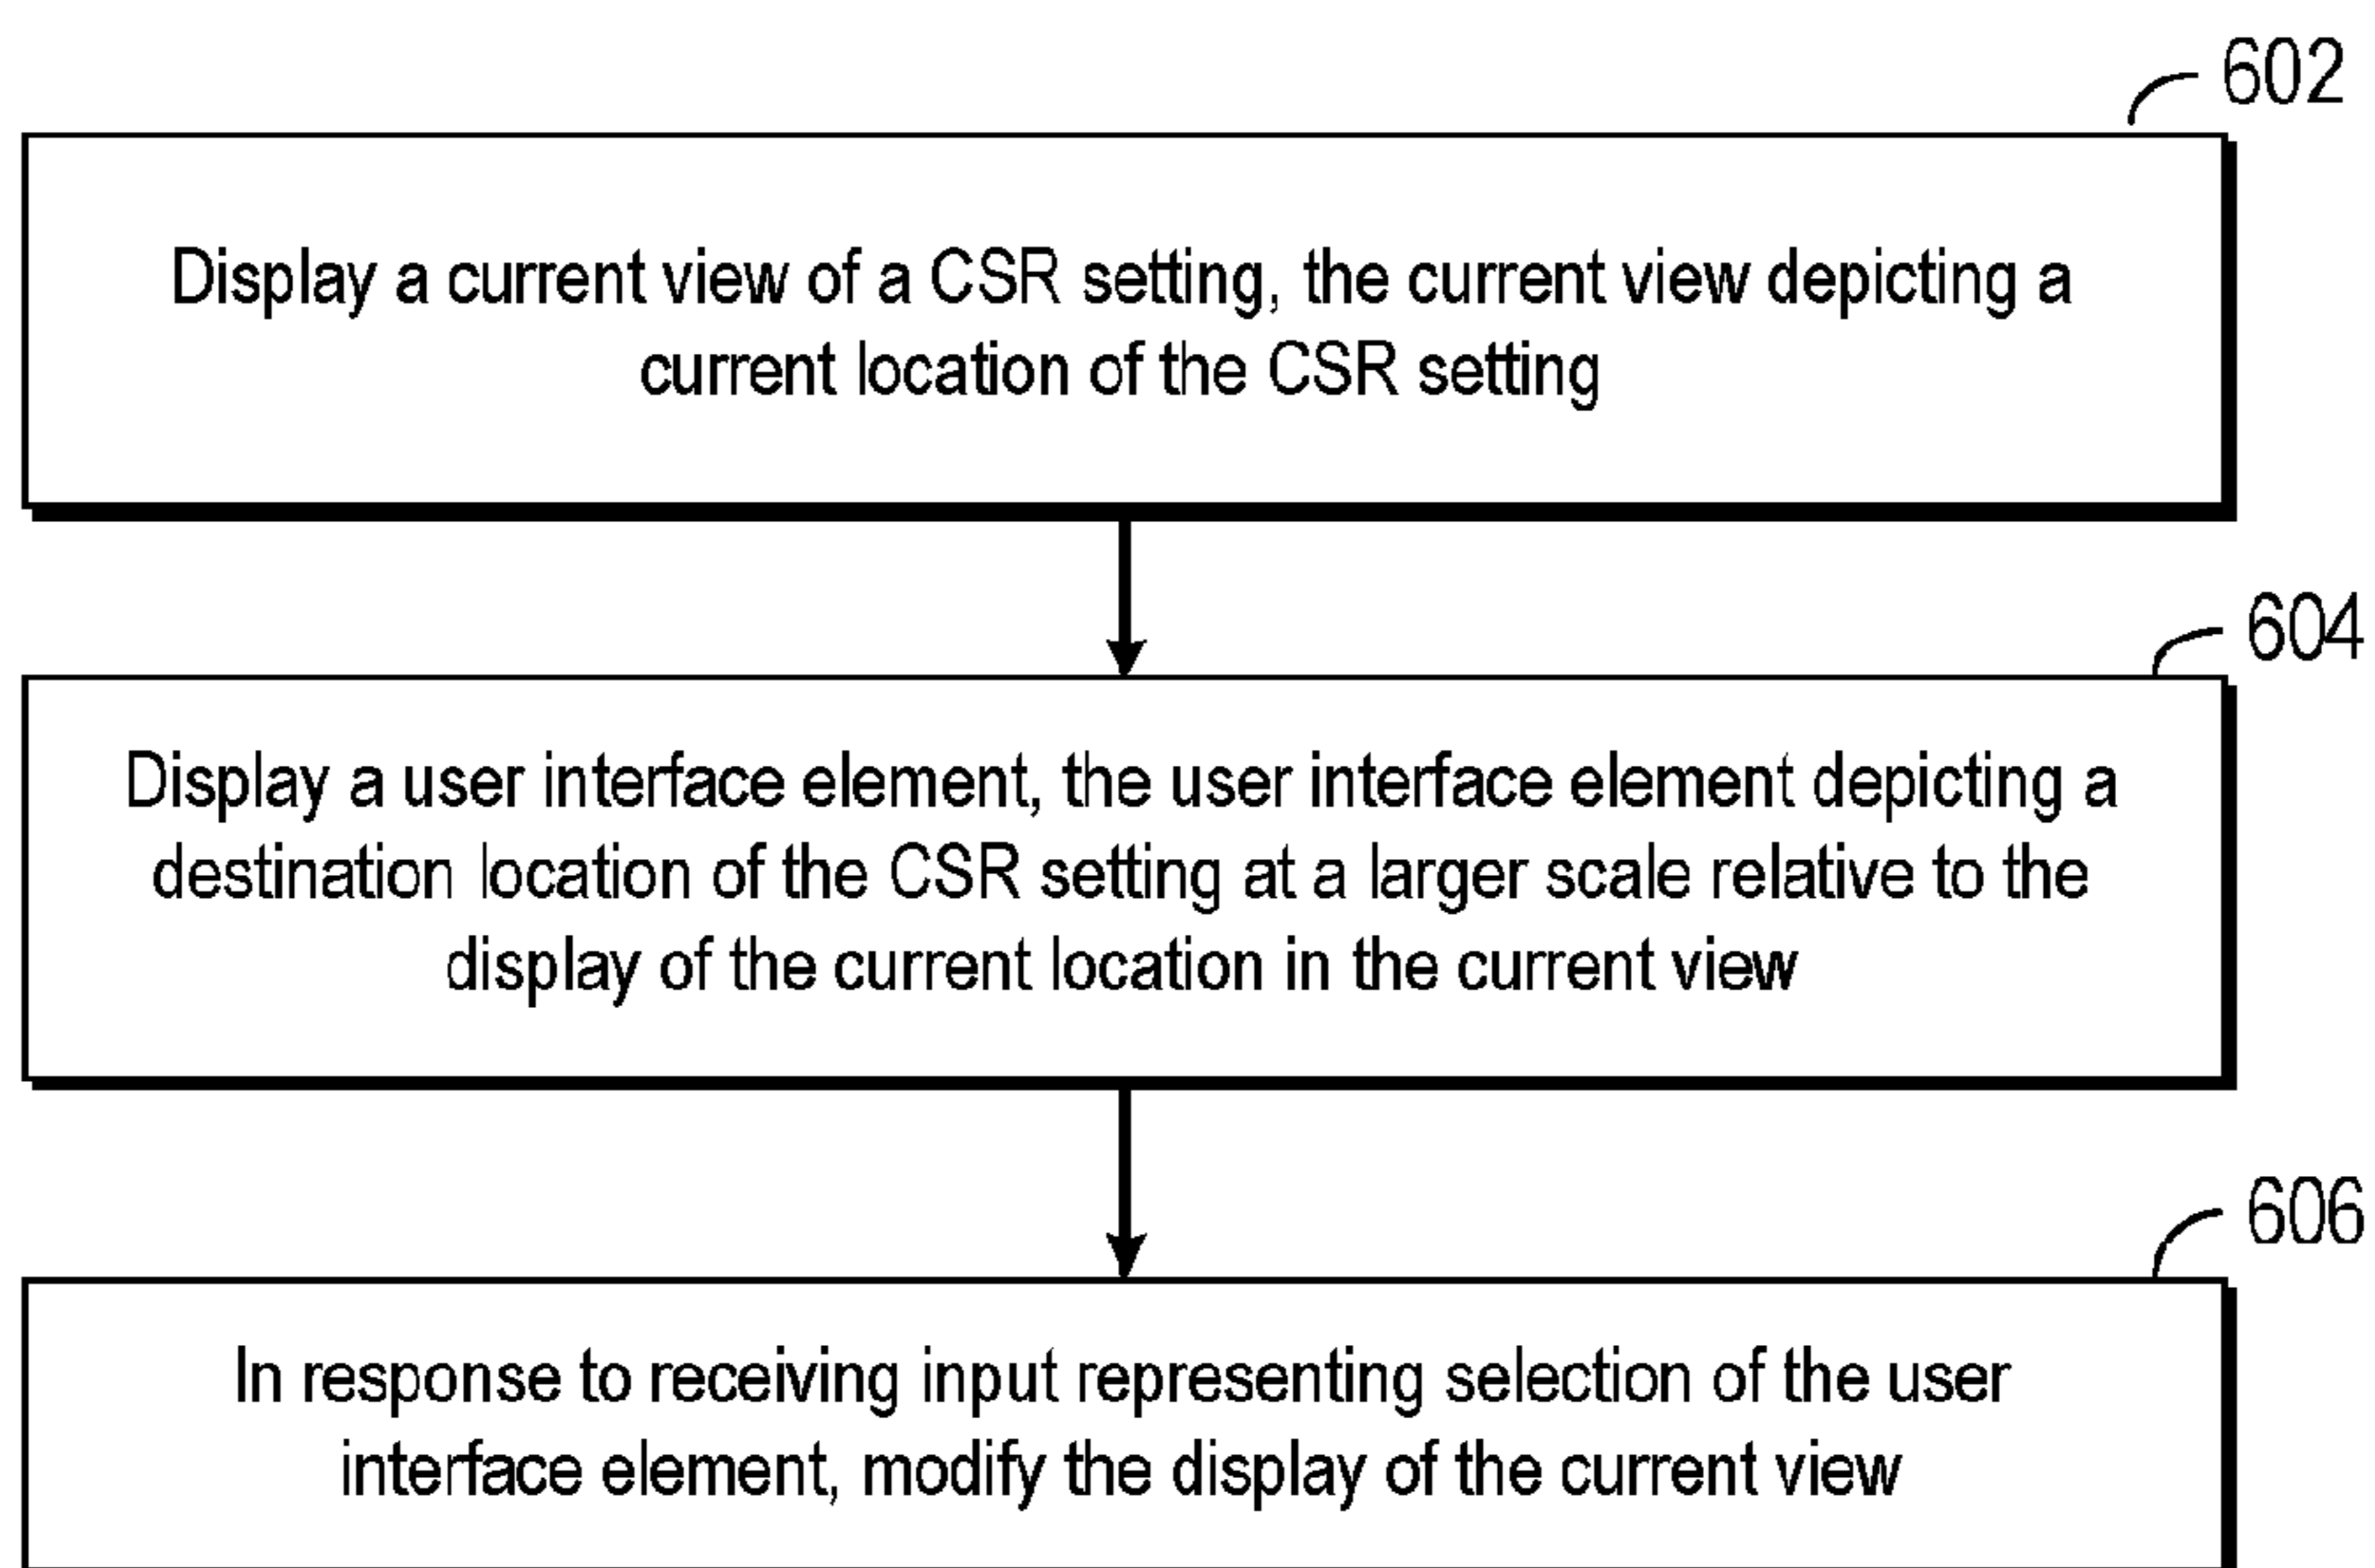 602
Display a current view of a CSR setting, the current view depicting a
current location of the CSR setting
604
Display a user interface element, the user interface element depicting a
destination location of the CSR setting at a larger scale relative to the
display of the current location in the current view
606
In response to receiving input representing selection of the user
interface element, modify the display of the current view